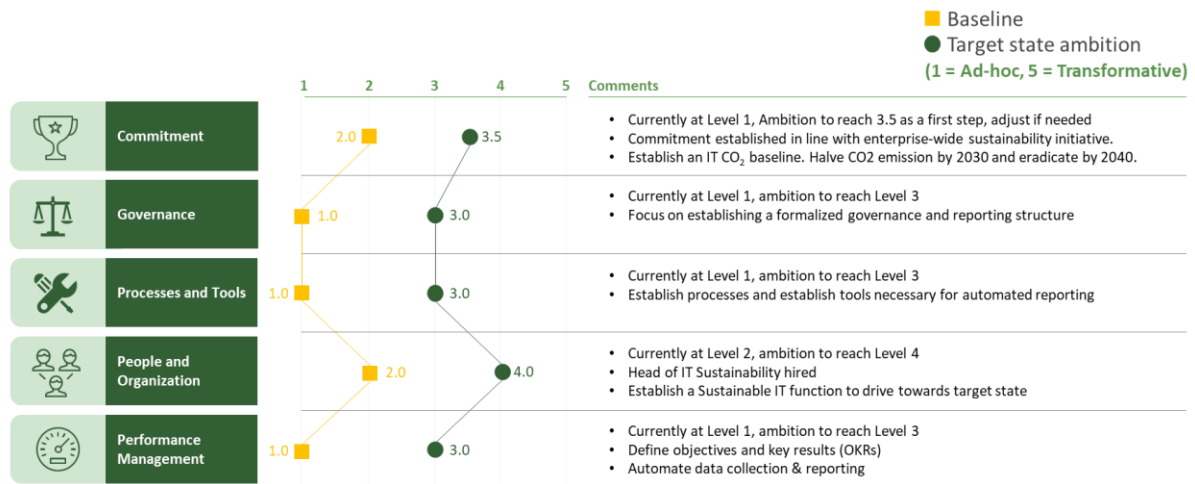 Baseline
Target state ambition
(1 = Ad-hoc, 5 = Transformative)
1 2 3 4 5 Comments
Commitment
2.0 3.5
• Currently at Level 1, Ambition to reach 3.5 as a first step, adjust if needed
• Commitment established in line with enterprise-wide sustainability initiative.
• Establish an IT CO₂ baseline. Halve CO2 emission by 2030 and eradicate by 2040.
Governance
1.0 3.0
• Currently at Level 1, ambition to reach Level 3
• Focus on establishing a formalized governance and reporting structure
Processes and Tools
1.0 3.0
• Currently at Level 1, ambition to reach Level 3
• Establish processes and establish tools necessary for automated reporting
People and
Organization
2.0 4.0
• Currently at Level 2, ambition to reach Level 4
• Head of IT Sustainability hired
• Establish a Sustainable IT function to drive towards target state
Performance
Management
1.0 3.0
• Currently at Level 1, ambition to reach Level 3
• Define objectives and key results (OKRs)
• Automate data collection & reporting